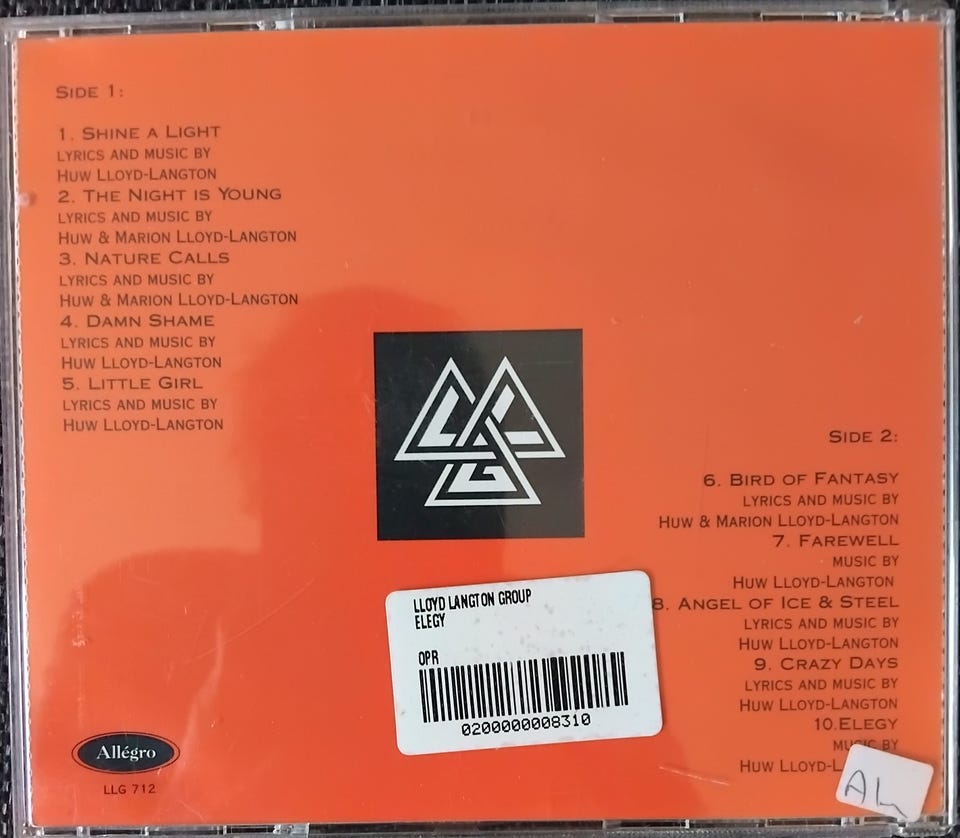 SIDE 1:
1. SHINE A LIGHT
LYRICS AND MUSIC BY
HUW LLOYD-LANGTON
2. THE NIGHT IS YOUNG
LYRICS AND MUSIC BY
HUW & MARION LLOYD-LANGTON
3. NATURE CALLS
LYRICS AND MUSIC BY
HUW & MARION LLOYD-LANGTON
4. DAMN SHAME
LYRICS AND MUSIC BY
HUW LLOYD-LANGTON
5. LITTLE GIRL
LYRICS AND MUSIC BY
HUW LLOYD-LANGTON
LLG
SIDE 2:
6. BIRD OF FANTASY
LYRICS AND MUSIC BY
HUW & MARION LLOYD-LANGTON
7. FAREWELL
MUSIC BY
HUW LLOYD-LANGTON
8. ANGEL OF ICE & STEEL
LYRICS AND MUSIC BY
HUW LLOYD-LANGTON
9. CRAZY DAYS
LYRICS AND MUSIC BY
HUW LLOYD-LANGTON
10.ELEGY
MUSIC BY
HUW LLOYD-L
LLOYD LANGTON GROUP
ELEGY
OPR
0200000008310
Allégro
LLG 712